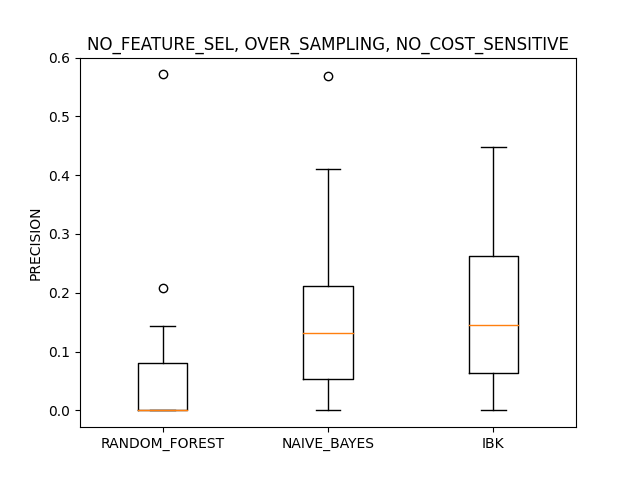 NO_FEATURE_SEL, OVER_SAMPLING, NO_COST_SENSITIVE
0.6
0.5
0.4
0.3
0.2
0.1
0.0
PRECISION
RANDOM_FOREST
NAIVE_BAYES
IBK